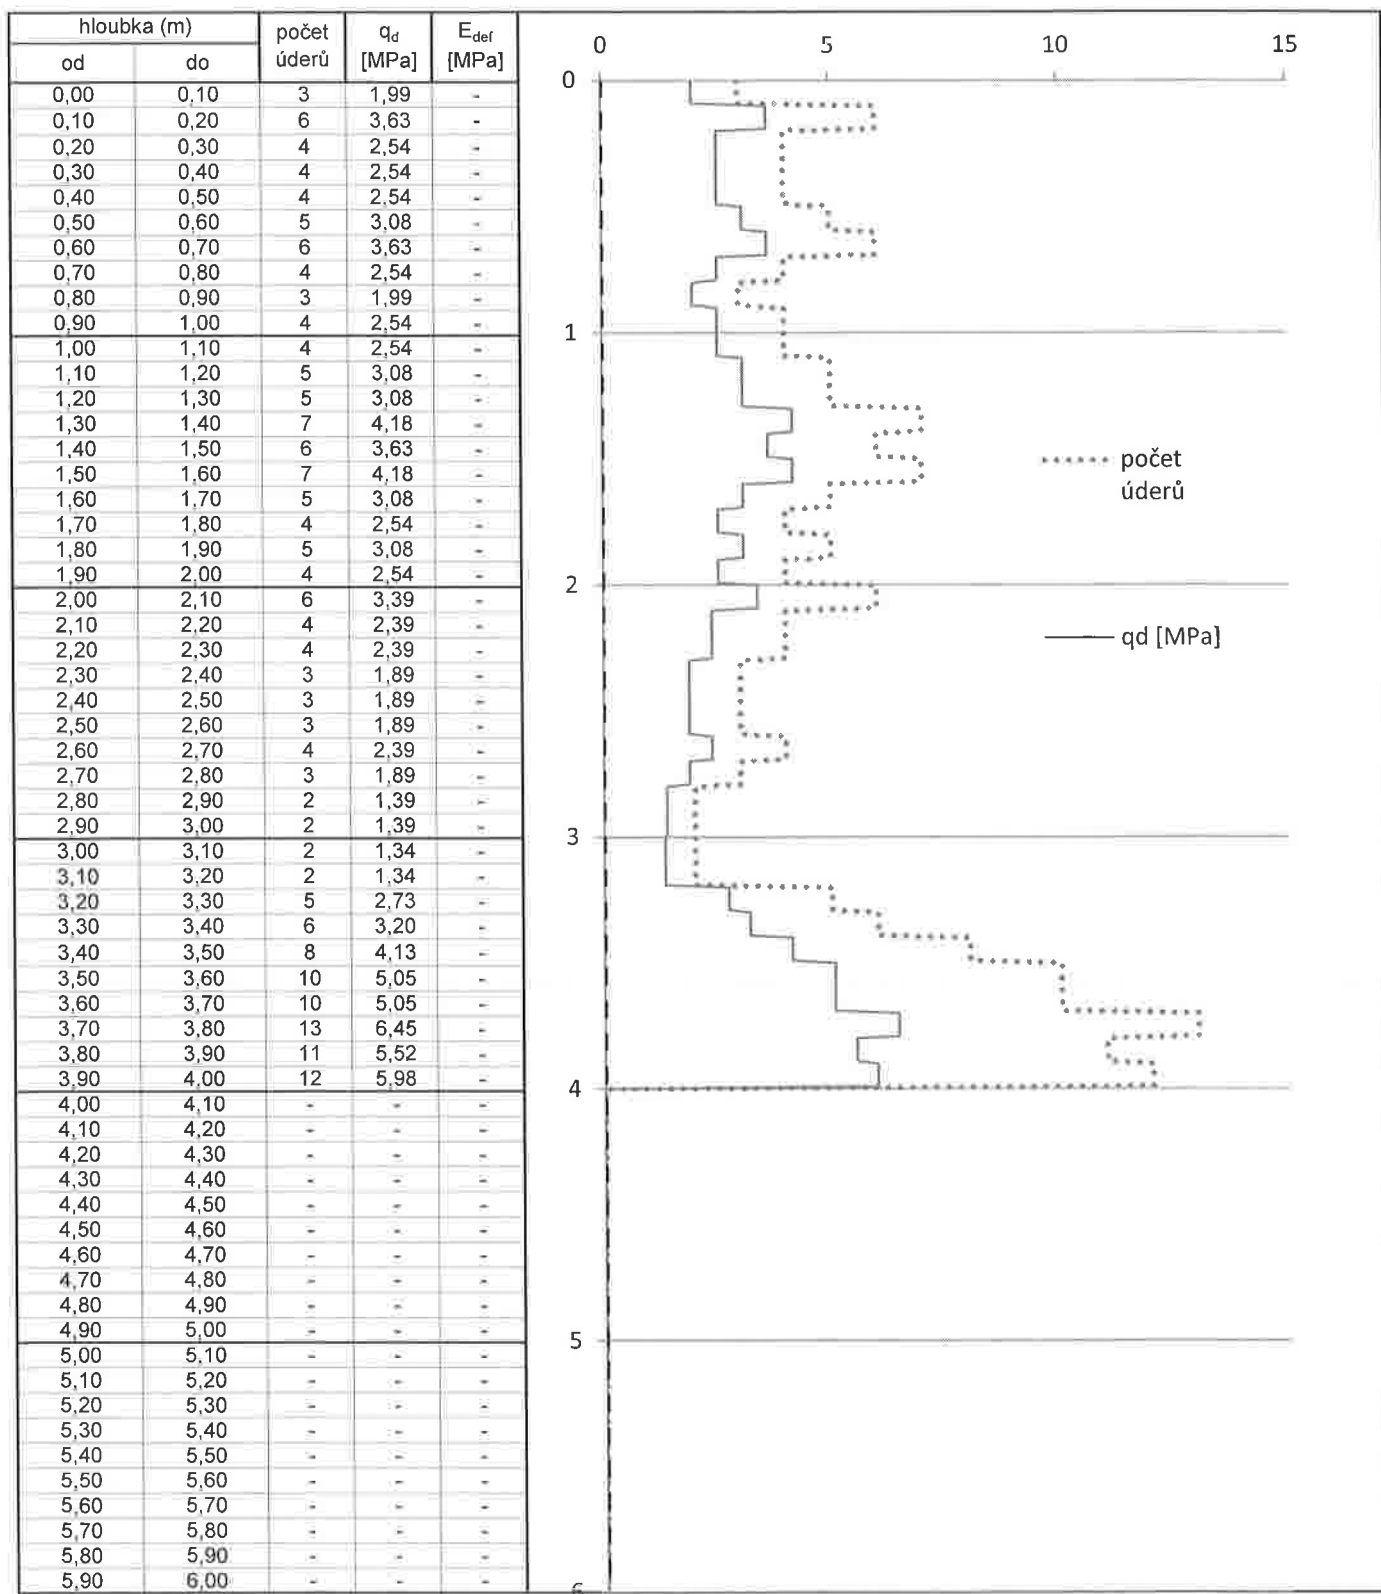 hloubka (m) počet úderů q_d [MPa] E_def [MPa]
od do
0,00 0,10 3 1,99 -
0,10 0,20 6 3,63 -
0,20 0,30 4 2,54 -
0,30 0,40 4 2,54 -
0,40 0,50 4 2,54 -
0,50 0,60 5 3,08 -
0,60 0,70 6 3,63 -
0,70 0,80 4 2,54 -
0,80 0,90 3 1,99 -
0,90 1,00 4 2,54 -
1,00 1,10 4 2,54 -
1,10 1,20 5 3,08 -
1,20 1,30 5 3,08 -
1,30 1,40 7 4,18 -
1,40 1,50 6 3,63 -
1,50 1,60 7 4,18 -
1,60 1,70 5 3,08 -
1,70 1,80 4 2,54 -
1,80 1,90 5 3,08 -
1,90 2,00 4 2,54 -
2,00 2,10 6 3,39 -
2,10 2,20 4 2,39 -
2,20 2,30 4 2,39 -
2,30 2,40 3 1,89 -
2,40 2,50 3 1,89 -
2,50 2,60 3 1,89 -
2,60 2,70 4 2,39 -
2,70 2,80 3 1,89 -
2,80 2,90 2 1,39 -
2,90 3,00 2 1,39 -
3,00 3,10 2 1,34 -
3,10 3,20 2 1,34 -
3,20 3,30 5 2,73 -
3,30 3,40 6 3,20 -
3,40 3,50 8 4,13 -
3,50 3,60 10 5,05 -
3,60 3,70 10 5,05 -
3,70 3,80 13 6,45 -
3,80 3,90 11 5,52 -
3,90 4,00 12 5,98 -
4,00 4,10 - - -
4,10 4,20 - - -
4,20 4,30 - - -
4,30 4,40 - - -
4,40 4,50 - - -
4,50 4,60 - - -
4,60 4,70 - - -
4,70 4,80 - - -
4,80 4,90 - - -
4,90 5,00 - - -
5,00 5,10 - - -
5,10 5,20 - - -
5,20 5,30 - - -
5,30 5,40 - - -
5,40 5,50 - - -
5,50 5,60 - - -
5,60 5,70 - - -
5,70 5,80 - - -
5,80 5,90 - - -
5,90 6,00 - - -
0 5 10 15
0
1
počet
úderů
2
qd [MPa]
3
4
5
6